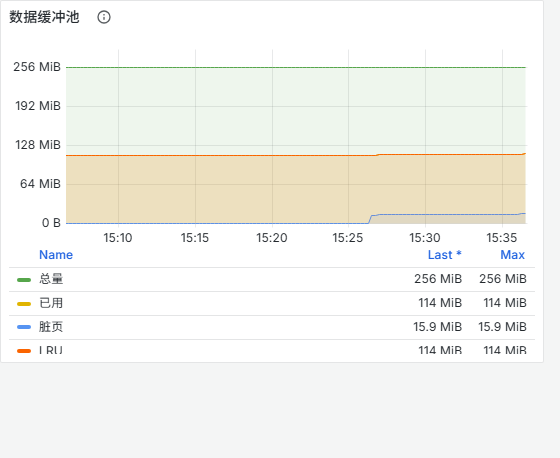 数据缓冲池
256 MiB
192 MiB
128 MiB
64 MiB
0 B
15:10 15:15 15:20 15:25 15:30 15:35
Name Last * Max
总量 256 MiB 256 MiB
已用 114 MiB 114 MiB
脏页 15.9 MiB 15.9 MiB
LRU 114 MiB 114 MiB